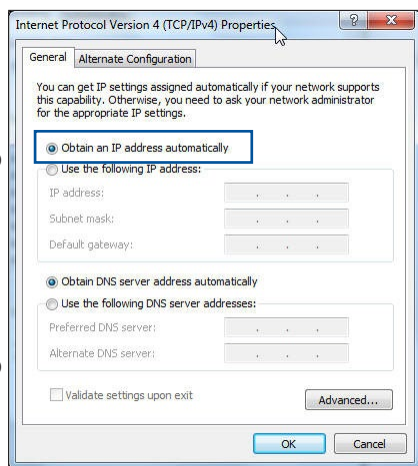 Internet Protocol Version 4 (TCP/IPv4) Properties
General
Alternate Configuration
You can get IP settings assigned automatically if your network supports
this capability. Otherwise, you need to ask your network administrator
for the appropriate IP settings.
Obtain an IP address automatically
Use the following IP address:
IP address:
Subnet mask:
Default gateway:
Obtain DNS server address automatically
Use the following DNS server addresses:
Preferred DNS server:
Alternate DNS server:
Validate settings upon exit
Advanced...
OK
Cancel